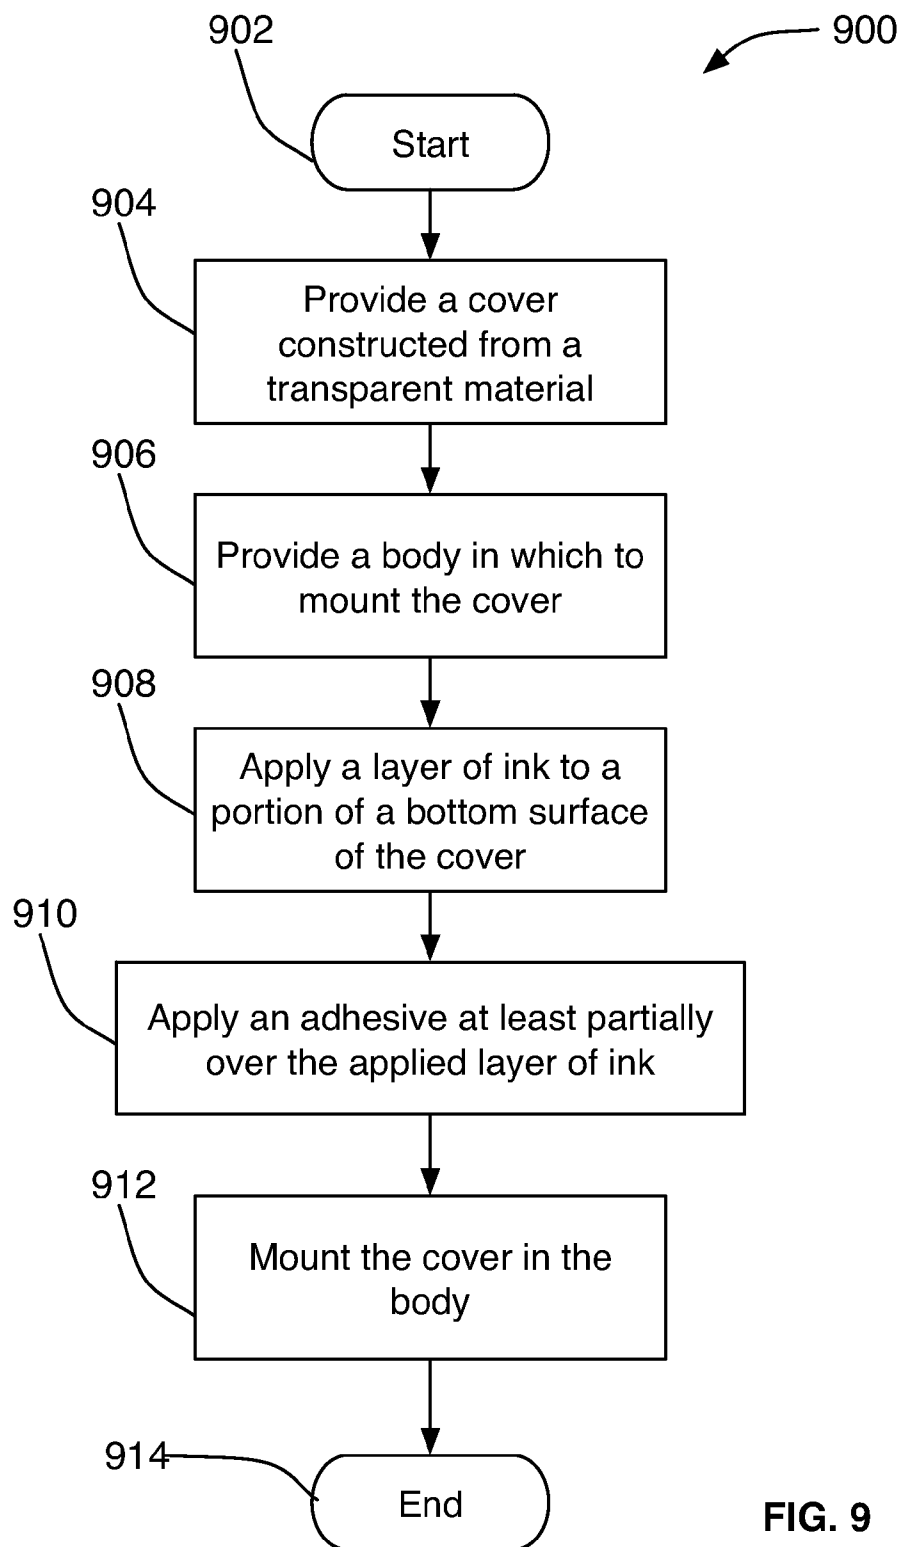 902
900
Start
904
Provide a cover
constructed from a
transparent material
906
Provide a body in which to
mount the cover
908
Apply a layer of ink to a
portion of a bottom surface
of the cover
910
Apply an adhesive at least partially
over the applied layer of ink
912
Mount the cover in the
body
914
End
FIG. 9